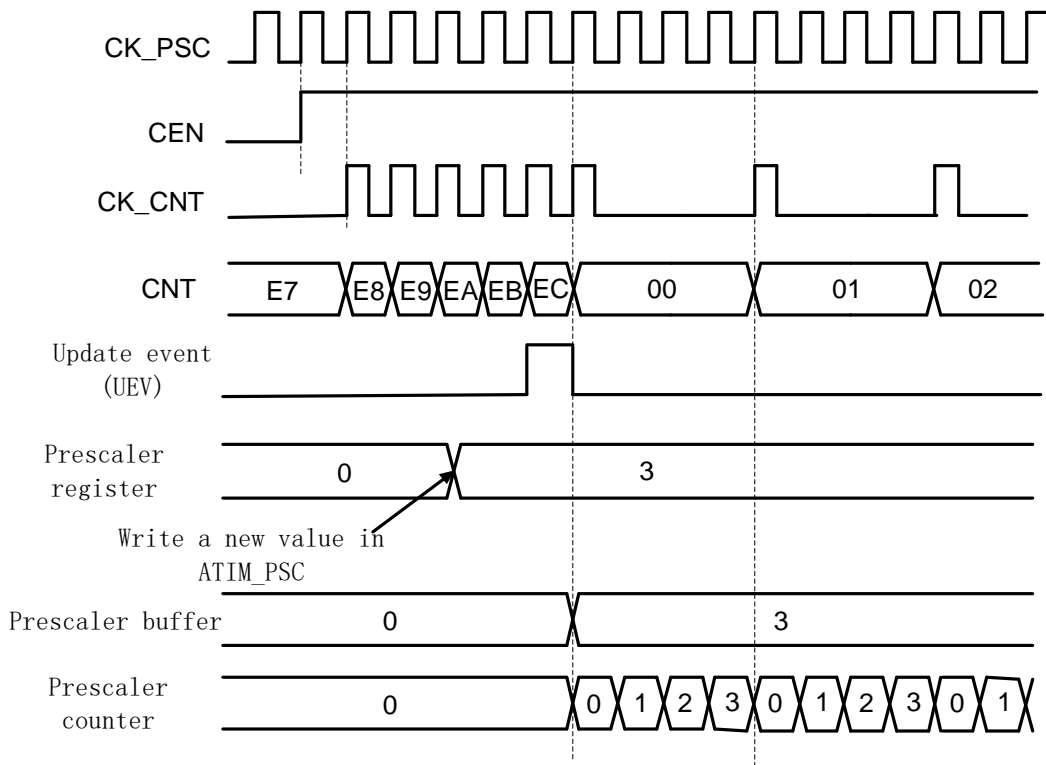 CK_PSC
CEN
CK_CNT
CNT
E7 E8 E9 EA EB EC 00 01 02
Update event
(UEV)
Prescaler
register
0 3
Write a new value in
ATIM_PSC
Prescaler buffer
0 3
Prescaler
counter
0 0 1 2 3 0 1 2 3 0 1